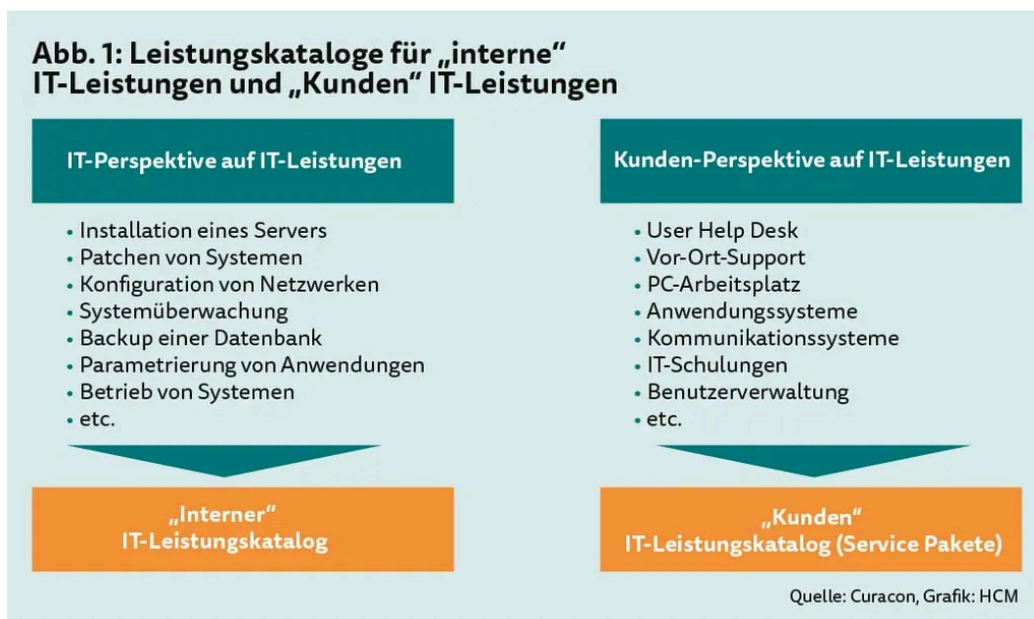 Abb. 1: Leistungskataloge für „interne“
IT-Leistungen und „Kunden“ IT-Leistungen
IT-Perspektive auf IT-Leistungen
• Installation eines Servers
• Patchen von Systemen
• Konfiguration von Netzwerken
• Systemüberwachung
• Backup einer Datenbank
• Parametrierung von Anwendungen
• Betrieb von Systemen
• etc.
„Interner“
IT-Leistungskatalog
Kunden-Perspektive auf IT-Leistungen
• User Help Desk
• Vor-Ort-Support
• PC-Arbeitsplatz
• Anwendungssysteme
• Kommunikationssysteme
• IT-Schulungen
• Benutzerverwaltung
• etc.
„Kunden“
IT-Leistungskatalog (Service Pakete)
Quelle: Curacon, Grafik: HCM